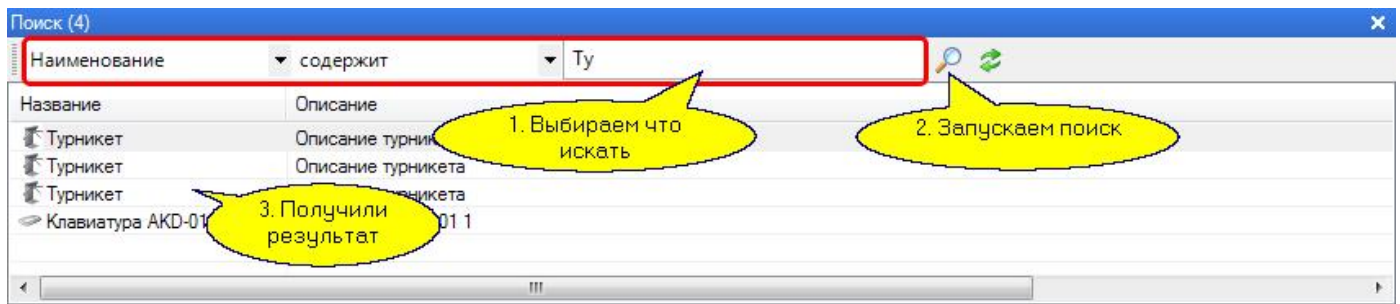 Поиск (4)
Наименование содержит Ту
Название Описание
Турникет Описание турник
1. Выбираем что
искать
2. Запускаем поиск
Турникет Описание турникета
Турникет никета
3. Получили
результат
Клавиатура AKD-01 01 1